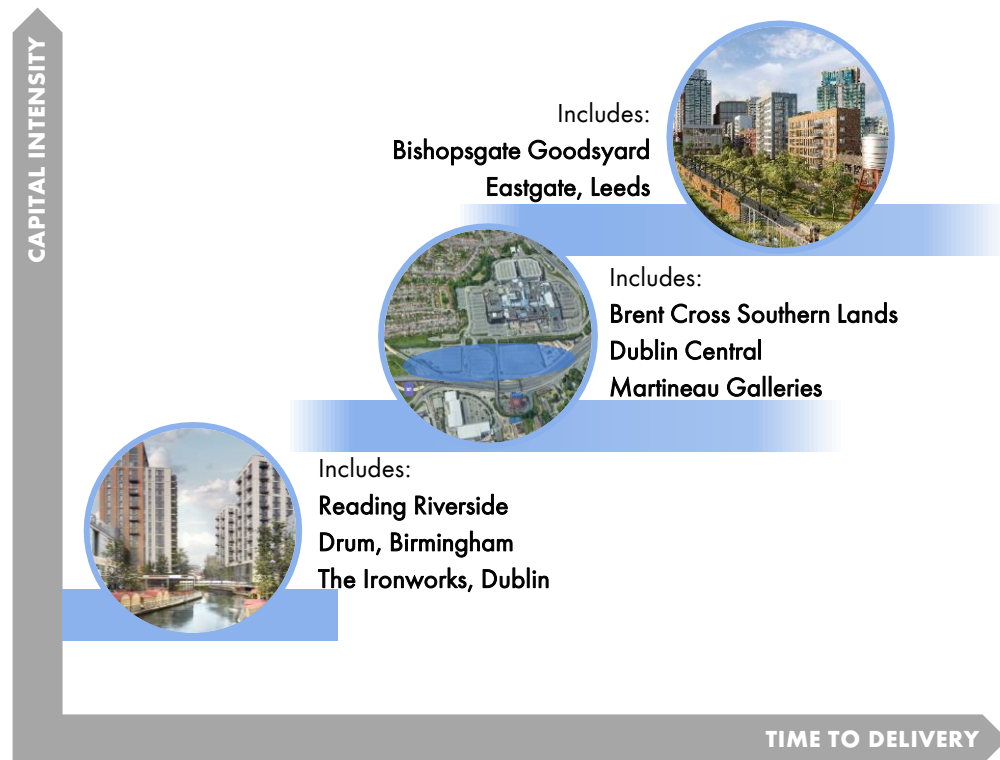 CAPITAL INTENSITY
Includes:
Bishopsgate Goodsyard
Eastgate, Leeds
Includes:
Brent Cross Southern Lands
Dublin Central
Martineau Galleries
Includes:
Reading Riverside
Drum, Birmingham
The Ironworks, Dublin
TIME TO DELIVERY